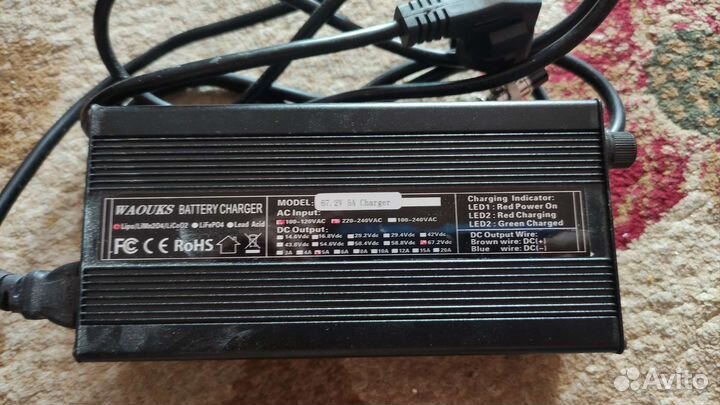 WAOUKS BATTERY CHARGER
Lipo/LiMn2O4/LiCoO2 LiFePO4 Lead Acid
FC CE RoHS
MODEL: 67.2V 5A Charger
AC Input:
100-120VAC 220-240VAC 100-240VAC
DC Output:
14.6Vdc 16.8Vdc 29.2Vdc 29.4Vdc 42Vdc
43.8Vdc 54.6Vdc 58.4Vdc 58.8Vdc 67.2Vdc
3A 4A 5A 6A 8A 10A 12A 15A 20A
Charging Indicator:
LED1: Red Power On
LED2: Red Charging
LED2: Green Charged
DC Output Wire:
Brown wire: DC(+)
Blue wire: DC(-)
Avito